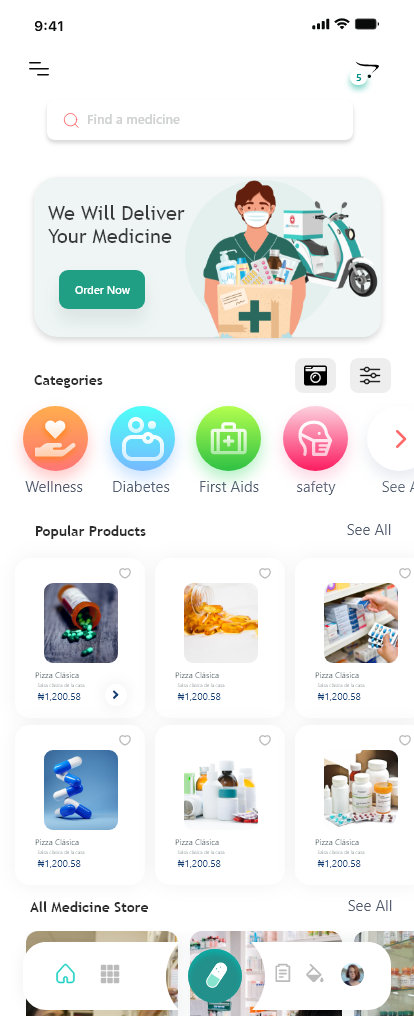 9:41
5
Find a medicine
We Will Deliver
Your Medicine
Order Now
Categories
Wellness
Diabetes
First Aids
safety
See A
Popular Products
See All
Pizza Clásica
Salsa clásica de la casa
₦1,200.58
Pizza Clásica
Salsa clásica de la casa
₦1,200.58
Pizza Clásica
Salsa clásica de la casa
₦1,200.58
Pizza Clásica
Salsa clásica de la casa
₦1,200.58
Pizza Clásica
Salsa clásica de la casa
₦1,200.58
Pizza Clásica
Salsa clásica de la casa
₦1,200.58
All Medicine Store
See All